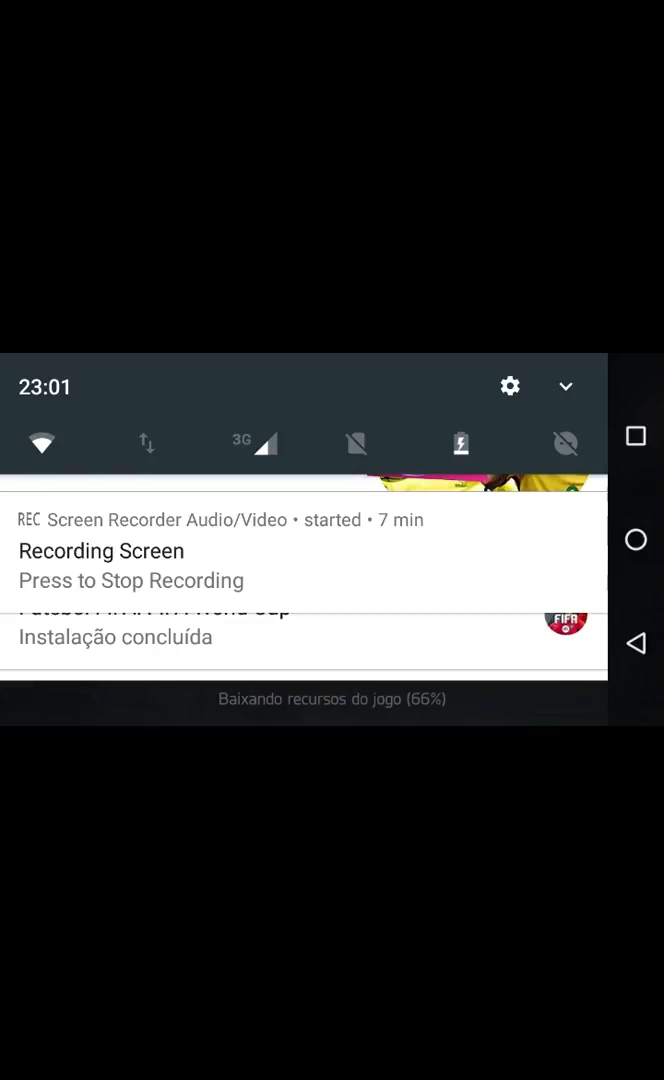 23:01
3G
REC Screen Recorder Audio/Video • started • 7 min
Recording Screen
Press to Stop Recording
FIFA
Instalação concluída
Baixando recursos do jogo (66%)